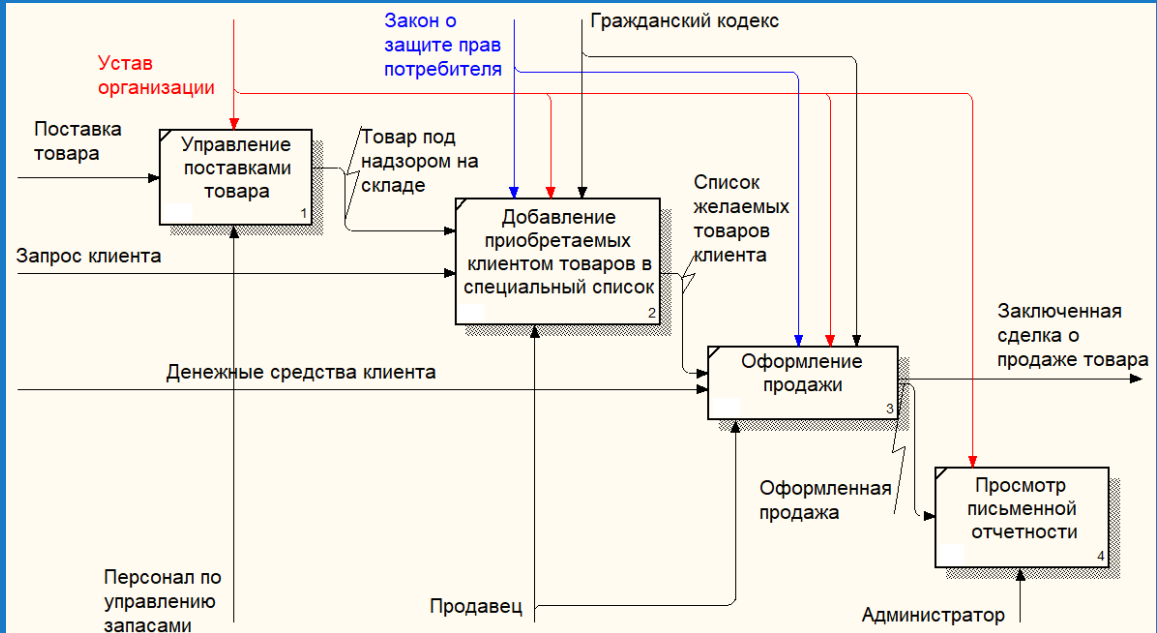 Закон о
защите прав
потребителя
Гражданский кодекс
Устав
организации
Поставка
товара
Управление
поставками
товара
1
Товар под
надзором на
складе
Запрос клиента
Добавление
приобретаемых
клиентом товаров в
специальный список
2
Список
желаемых
товаров
клиента
Денежные средства клиента
Оформление
продажи
3
Заключенная
сделка о
продаже товара
Оформленная
продажа
Просмотр
письменной
отчетности
4
Персонал по
управлению
запасами
Продавец
Администратор